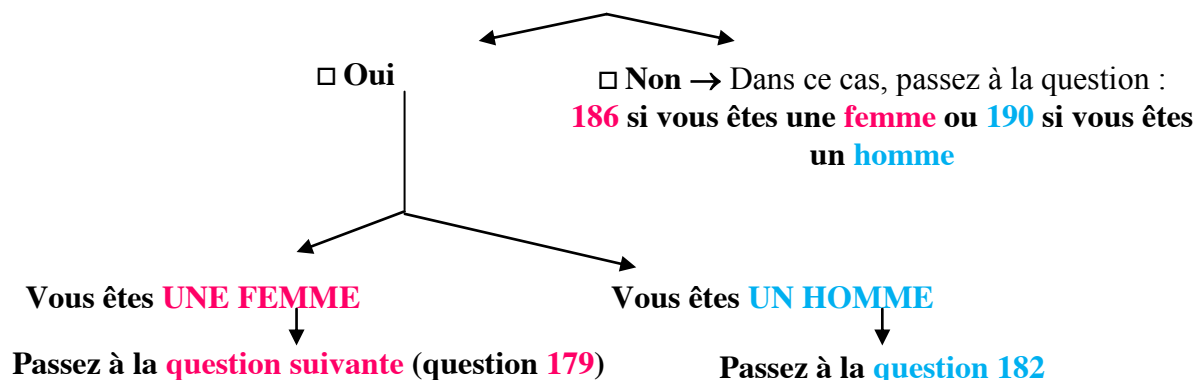 □ Oui
□ Non → Dans ce cas, passez à la question :
186 si vous êtes une femme ou 190 si vous êtes
un homme
Vous êtes UNE FEMME
Vous êtes UN HOMME
Passez à la question suivante (question 179)
Passez à la question 182